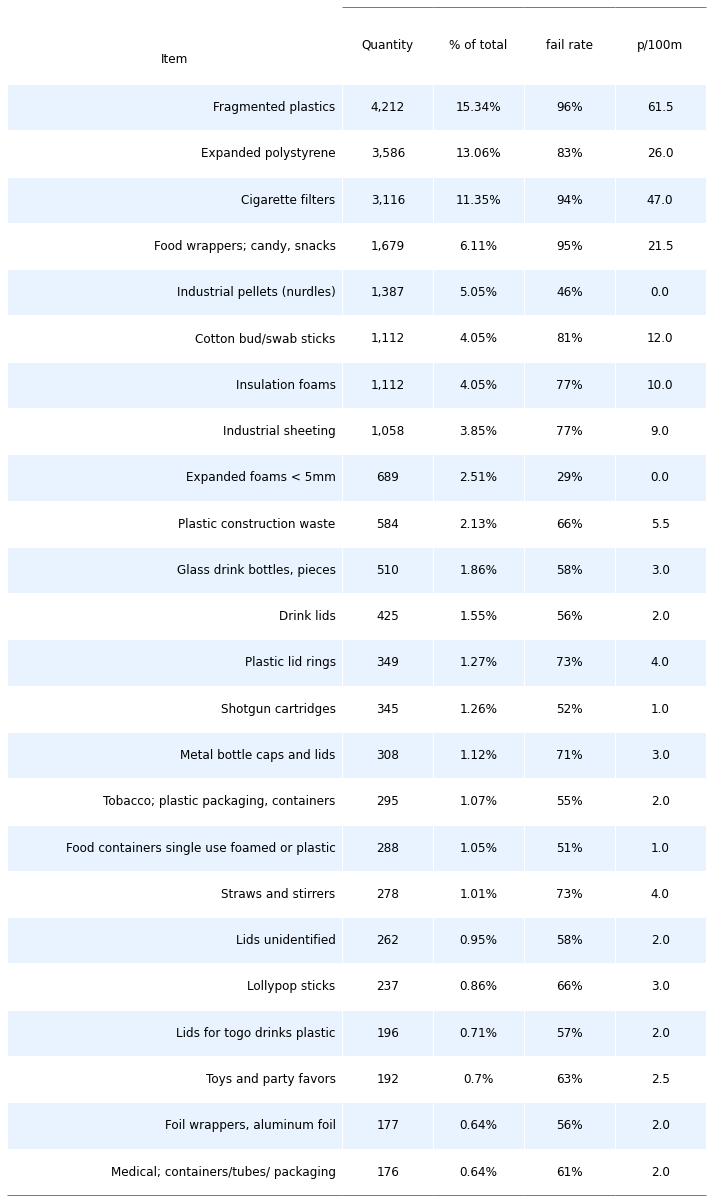 Item Quantity % of total fail rate p/100m
Fragmented plastics 4,212 15.34% 96% 61.5
Expanded polystyrene 3,586 13.06% 83% 26.0
Cigarette filters 3,116 11.35% 94% 47.0
Food wrappers; candy, snacks 1,679 6.11% 95% 21.5
Industrial pellets (nurdles) 1,387 5.05% 46% 0.0
Cotton bud/swab sticks 1,112 4.05% 81% 12.0
Insulation foams 1,112 4.05% 77% 10.0
Industrial sheeting 1,058 3.85% 77% 9.0
Expanded foams < 5mm 689 2.51% 29% 0.0
Plastic construction waste 584 2.13% 66% 5.5
Glass drink bottles, pieces 510 1.86% 58% 3.0
Drink lids 425 1.55% 56% 2.0
Plastic lid rings 349 1.27% 73% 4.0
Shotgun cartridges 345 1.26% 52% 1.0
Metal bottle caps and lids 308 1.12% 71% 3.0
Tobacco; plastic packaging, containers 295 1.07% 55% 2.0
Food containers single use foamed or plastic 288 1.05% 51% 1.0
Straws and stirrers 278 1.01% 73% 4.0
Lids unidentified 262 0.95% 58% 2.0
Lollypop sticks 237 0.86% 66% 3.0
Lids for togo drinks plastic 196 0.71% 57% 2.0
Toys and party favors 192 0.7% 63% 2.5
Foil wrappers, aluminum foil 177 0.64% 56% 2.0
Medical; containers/tubes/ packaging 176 0.64% 61% 2.0